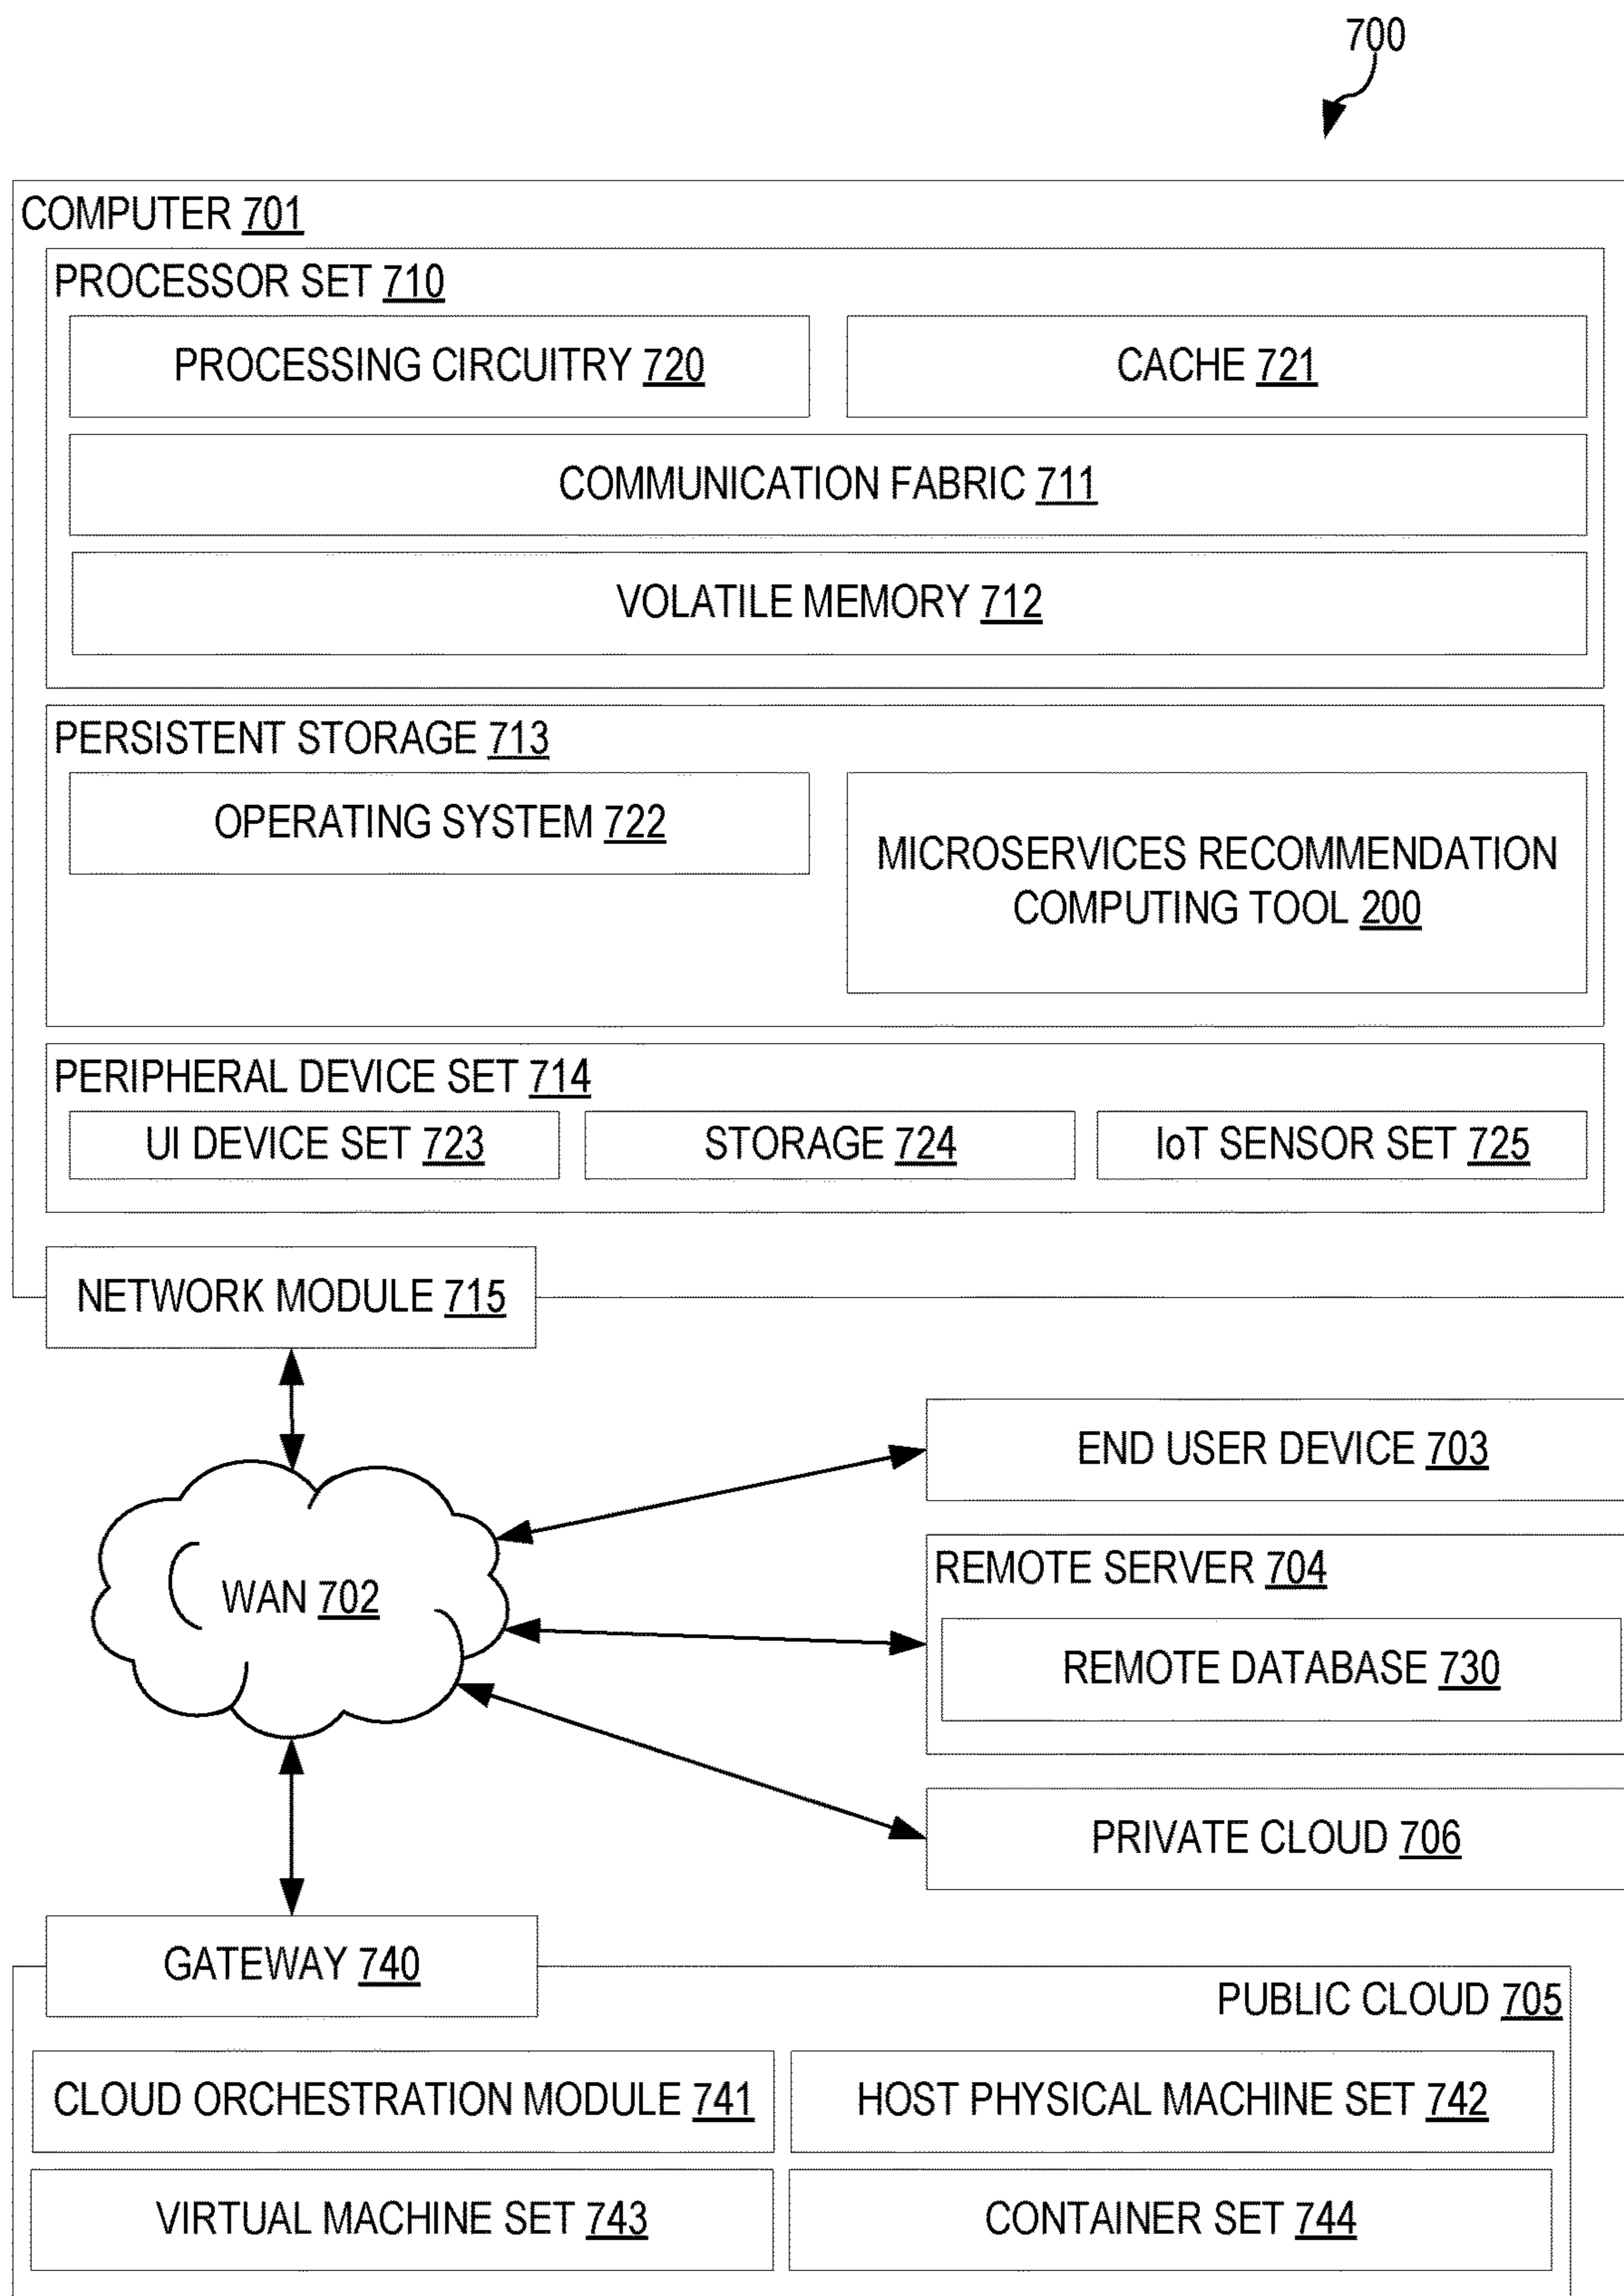 700
COMPUTER 701
PROCESSOR SET 710
PROCESSING CIRCUITRY 720
CACHE 721
COMMUNICATION FABRIC 711
VOLATILE MEMORY 712
PERSISTENT STORAGE 713
OPERATING SYSTEM 722
MICROSERVICES RECOMMENDATION
COMPUTING TOOL 200
PERIPHERAL DEVICE SET 714
UI DEVICE SET 723
STORAGE 724
IoT SENSOR SET 725
NETWORK MODULE 715
END USER DEVICE 703
WAN 702
REMOTE SERVER 704
REMOTE DATABASE 730
PRIVATE CLOUD 706
GATEWAY 740
PUBLIC CLOUD 705
CLOUD ORCHESTRATION MODULE 741
HOST PHYSICAL MACHINE SET 742
VIRTUAL MACHINE SET 743
CONTAINER SET 744